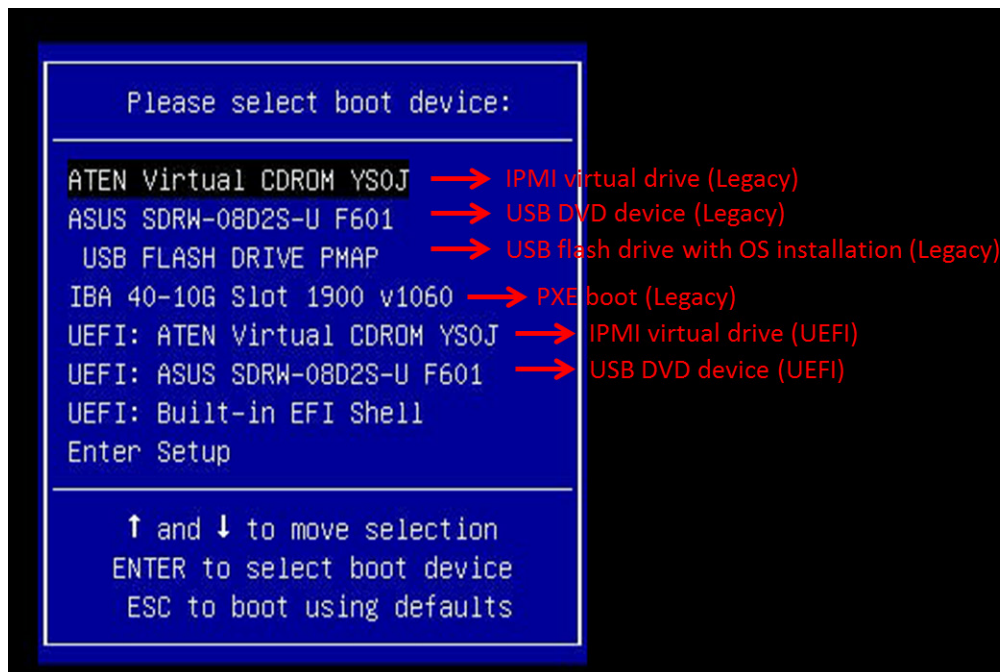 Please select boot device:
ATEN Virtual CDROM YS0J IPMI virtual drive (Legacy)
ASUS SDRW-08D2S-U F601 USB DVD device (Legacy)
USB FLASH DRIVE PMAP USB flash drive with OS installation (Legacy)
IBA 40-10G Slot 1900 v1060 PXE boot (Legacy)
UEFI: ATEN Virtual CDROM YS0J IPMI virtual drive (UEFI)
UEFI: ASUS SDRW-08D2S-U F601 USB DVD device (UEFI)
UEFI: Built-in EFI Shell
Enter Setup
↑ and ↓ to move selection
ENTER to select boot device
ESC to boot using defaults